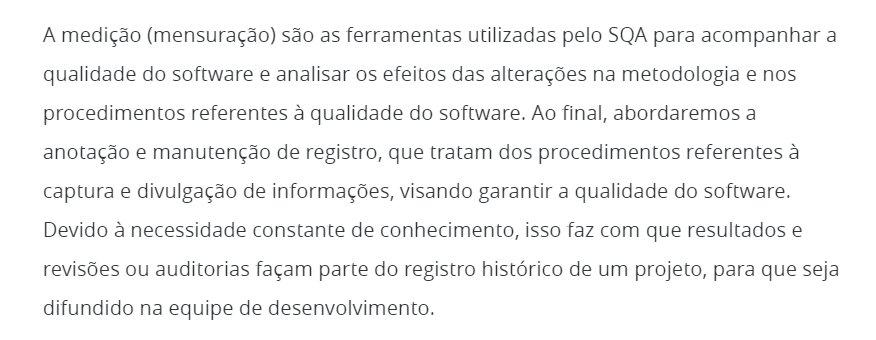 A medição (mensuração) são as ferramentas utilizadas pelo SQA para acompanhar a
qualidade do software e analisar os efeitos das alterações na metodologia e nos
procedimentos referentes à qualidade do software. Ao final, abordaremos a
anotação e manutenção de registro, que tratam dos procedimentos referentes à
captura e divulgação de informações, visando garantir a qualidade do software.
Devido à necessidade constante de conhecimento, isso faz com que resultados e
revisões ou auditorias façam parte do registro histórico de um projeto, para que seja
difundido na equipe de desenvolvimento.